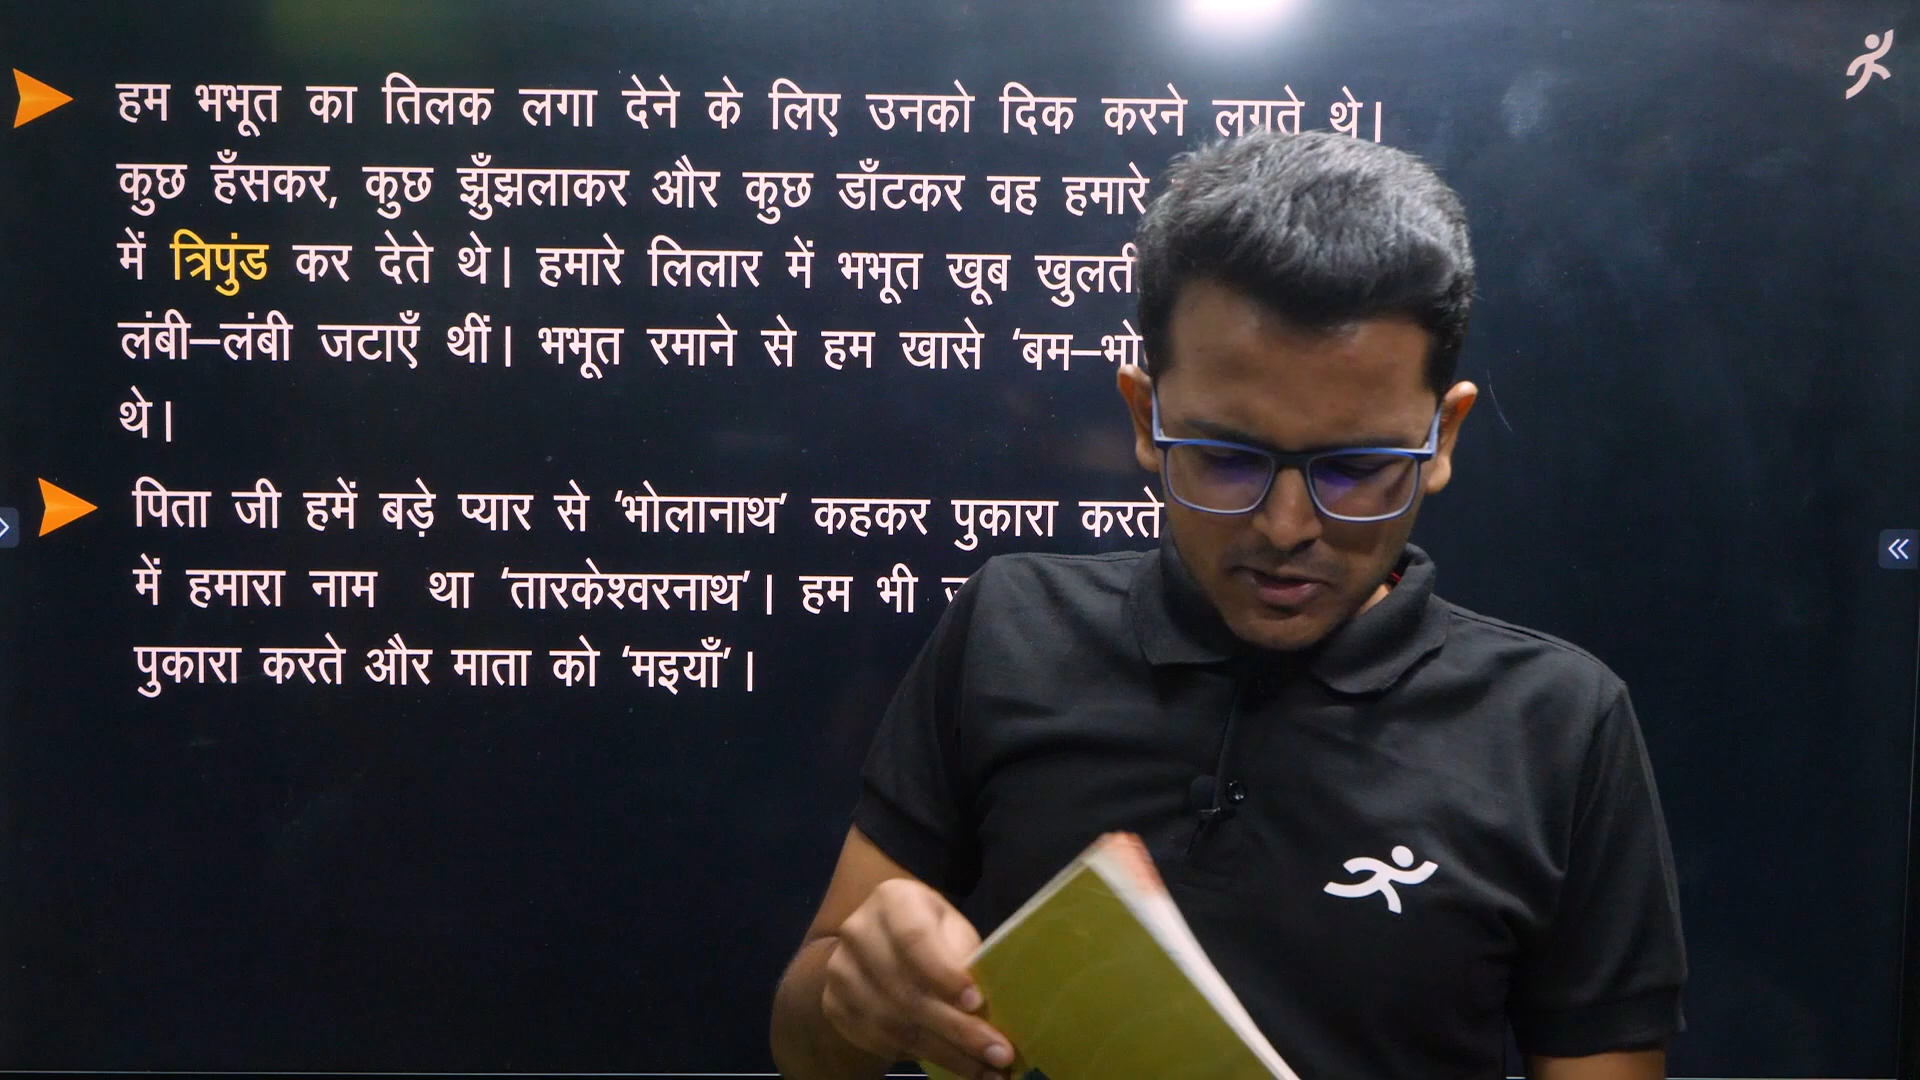 हम भभूत का तिलक लगा देने के लिए उनको दिक करने लगते थे।
कुछ हँसकर, कुछ झुँझलाकर और कुछ डाँटकर वह हमारे
में त्रिपुंड कर देते थे। हमारे लिलार में भभूत खूब खुलती
लंबी–लंबी जटाएँ थीं। भभूत रमाने से हम खासे ‘बम–भो
थे।
पिता जी हमें बड़े प्यार से ‘भोलानाथ’ कहकर पुकारा करते
में हमारा नाम था ‘तारकेश्वरनाथ’। हम भी
पुकारा करते और माता को ‘मइयाँ’।